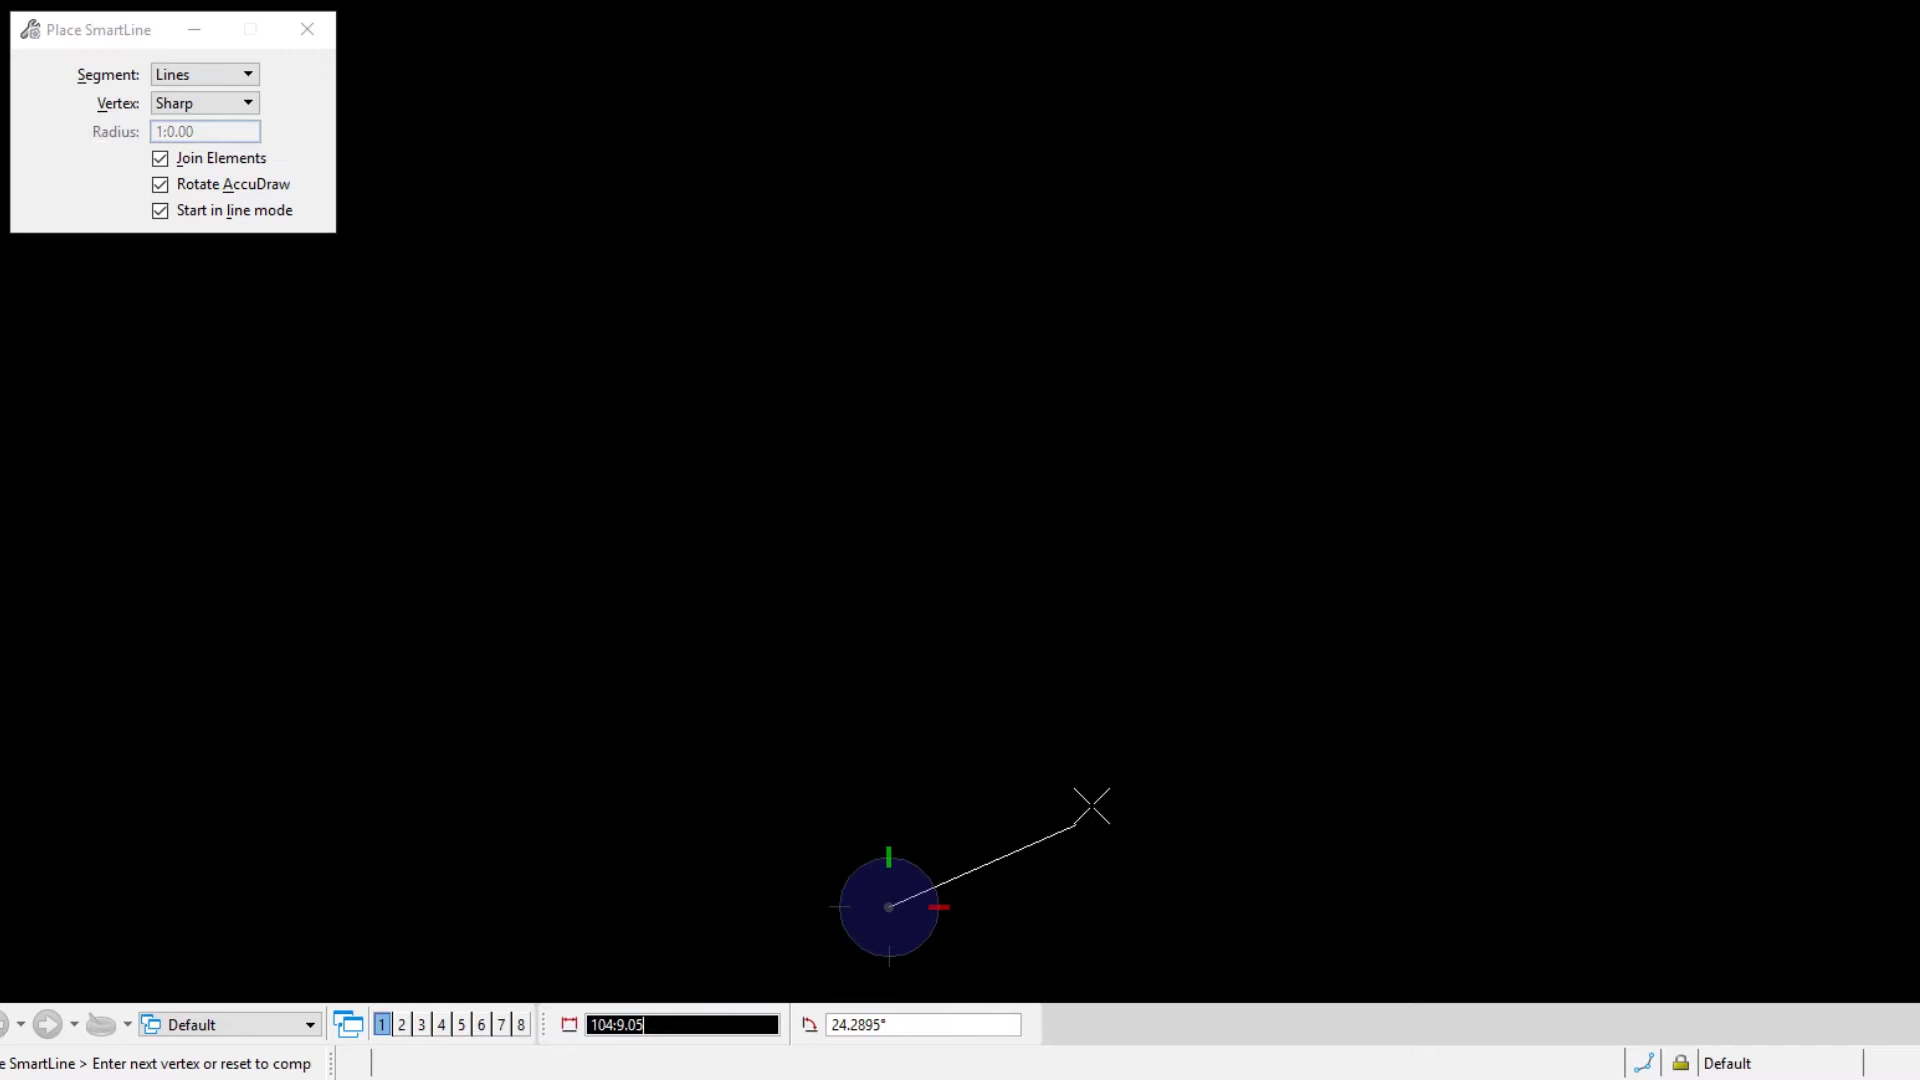 Place SmartLine
Segment: Lines
Vertex: Sharp
Radius: 1:0.00
Join Elements
Rotate AccuDraw
Start in line mode
Default 1 2 3 4 5 6 7 8 104:9.05 24.2895°
e SmartLine > Enter next vertex or reset to comp Default